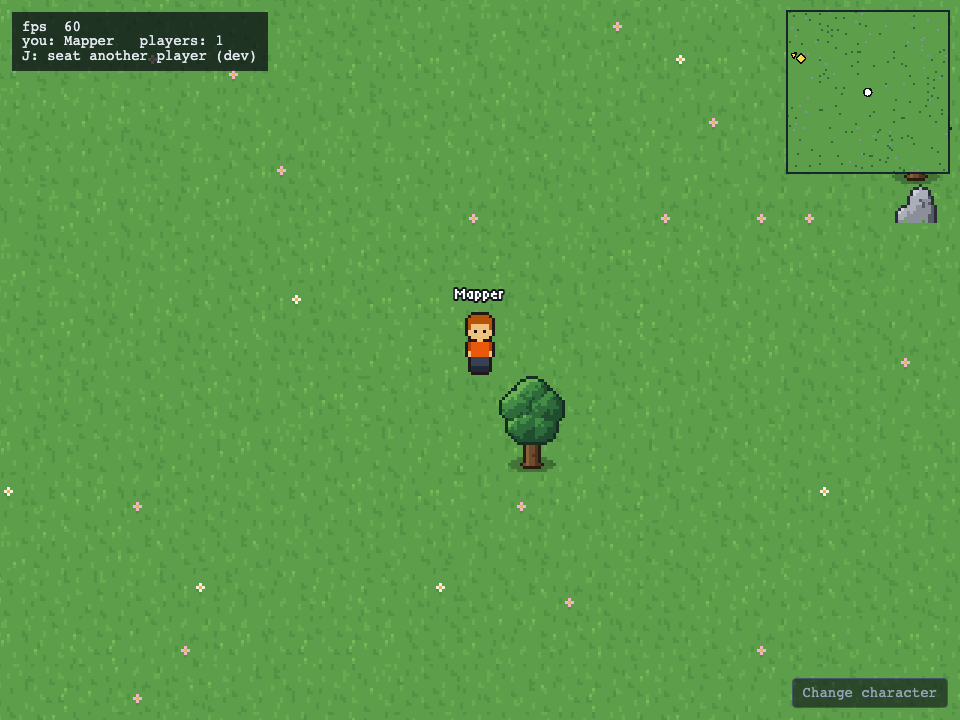 fps  60
you: Mapper   players: 1
J: seat another player (dev)
Mapper
Change character